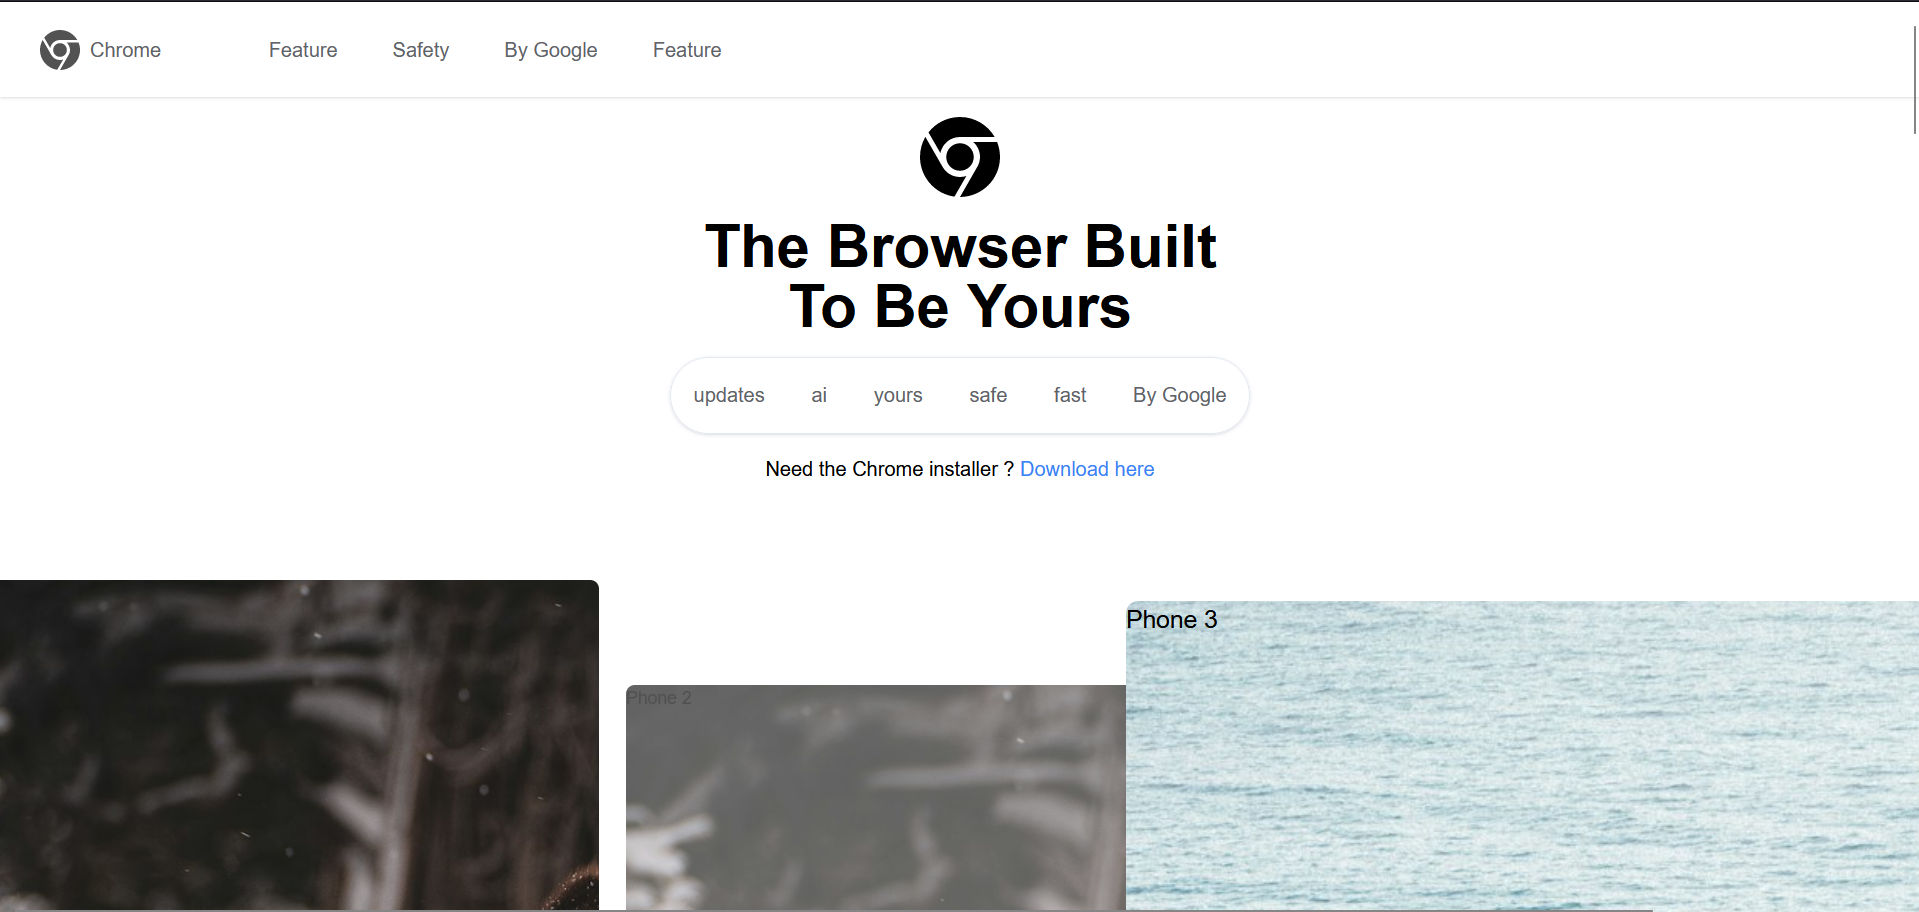 Chrome Feature Safety By Google Feature
The Browser Built
To Be Yours
updates ai yours safe fast By Google
Need the Chrome installer ? Download here
Phone 3
Phone 2